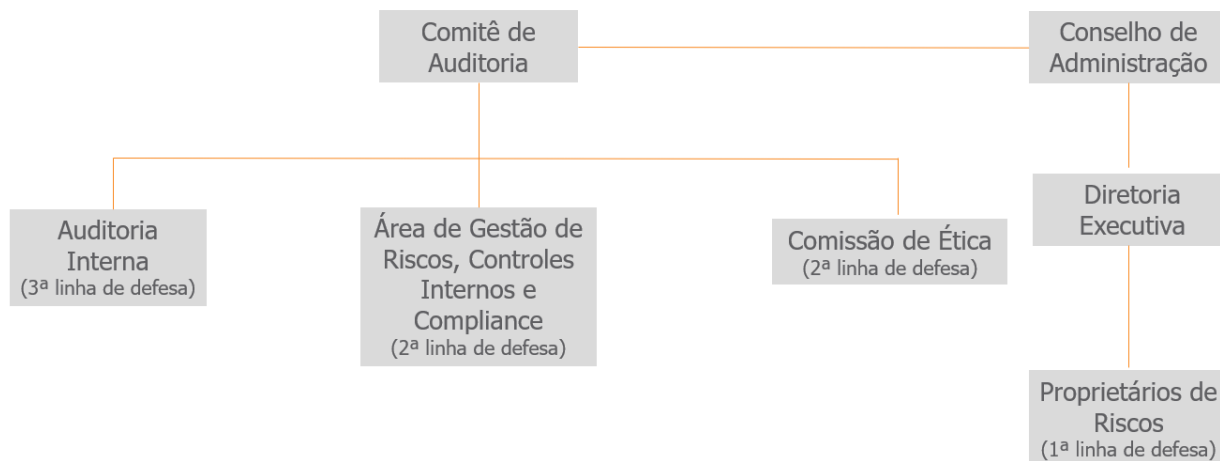 Comitê de
Auditoria
Conselho de
Administração
Auditoria
Interna
(3ª linha de defesa)
Área de Gestão de
Riscos, Controles
Internos e
Compliance
(2ª linha de defesa)
Comissão de Ética
(2ª linha de defesa)
Diretoria
Executiva
Proprietários de
Riscos
(1ª linha de defesa)